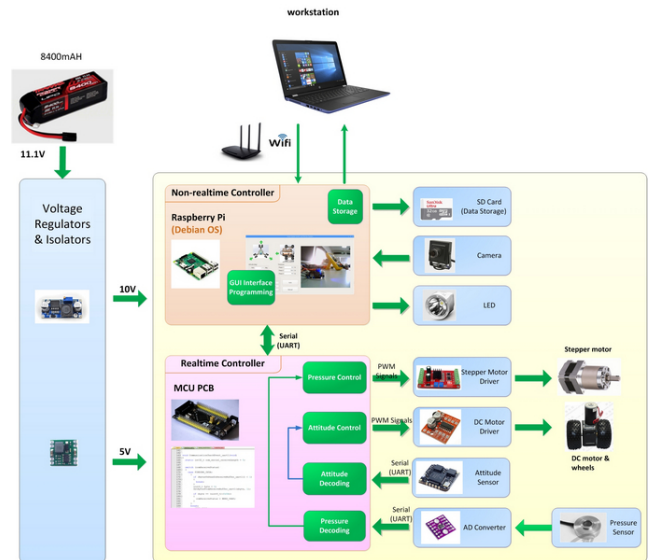 workstation
8400mAH
11.1V
Wifi
Voltage
Regulators
& Isolators
10V
5V
Non-realtime Controller
Raspberry Pi
(Debian OS)
Data
Storage
GUI Interface
Programming
SD Card
(Data Storage)
Camera
LED
Serial
(UART)
Realtime Controller
MCU PCB
Pressure Control
PWM
Signals
Stepper Motor
Driver
Stepper motor
Attitude Control
PWM Signals
DC Motor
Driver
DC motor &
wheels
Attitude
Decoding
Serial
(UART)
Attitude
Sensor
Pressure
Decoding
Serial
(UART)
AD Converter
Pressure
Sensor